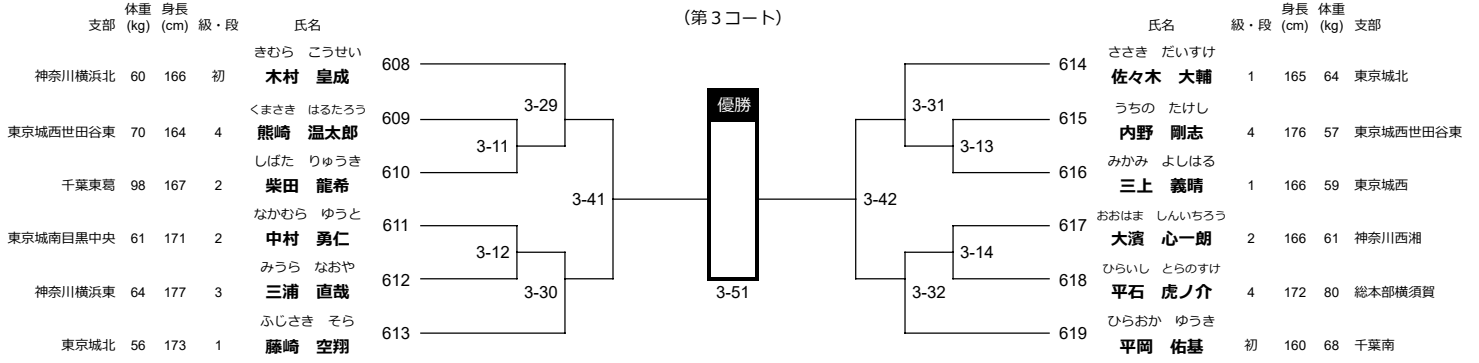 （第３コート）
支部 体重(kg) 身長(cm) 級・段 氏名
神奈川横浜北 60 166 初 きむら こうせい 木村 皇成 608
東京城西世田谷東 70 164 4 くまさき はるたろう 熊崎 温太郎 609
千葉東葛 98 167 2 しばた りゅうき 柴田 龍希 610
東京城南目黒中央 61 171 2 なかむら ゆうと 中村 勇仁 611
神奈川横浜東 64 177 3 みうら なおや 三浦 直哉 612
東京城北 56 173 1 ふじさき そら 藤崎 空翔 613
3-29
3-11
3-41
3-12
3-30
優勝
3-51
3-31
3-13
3-42
3-14
3-32
氏名 級・段 身長(cm) 体重(kg) 支部
614 ささき だいすけ 佐々木 大輔 1 165 64 東京城北
615 うちの たけし 内野 剛志 4 176 57 東京城西世田谷東
616 みかみ よしはる 三上 義晴 1 166 59 東京城西
617 おおはま しんいちろう 大濱 心一朗 2 166 61 神奈川西湘
618 ひらいし とらのすけ 平石 虎ノ介 4 172 80 総本部横須賀
619 ひらおか ゆうき 平岡 佑基 初 160 68 千葉南